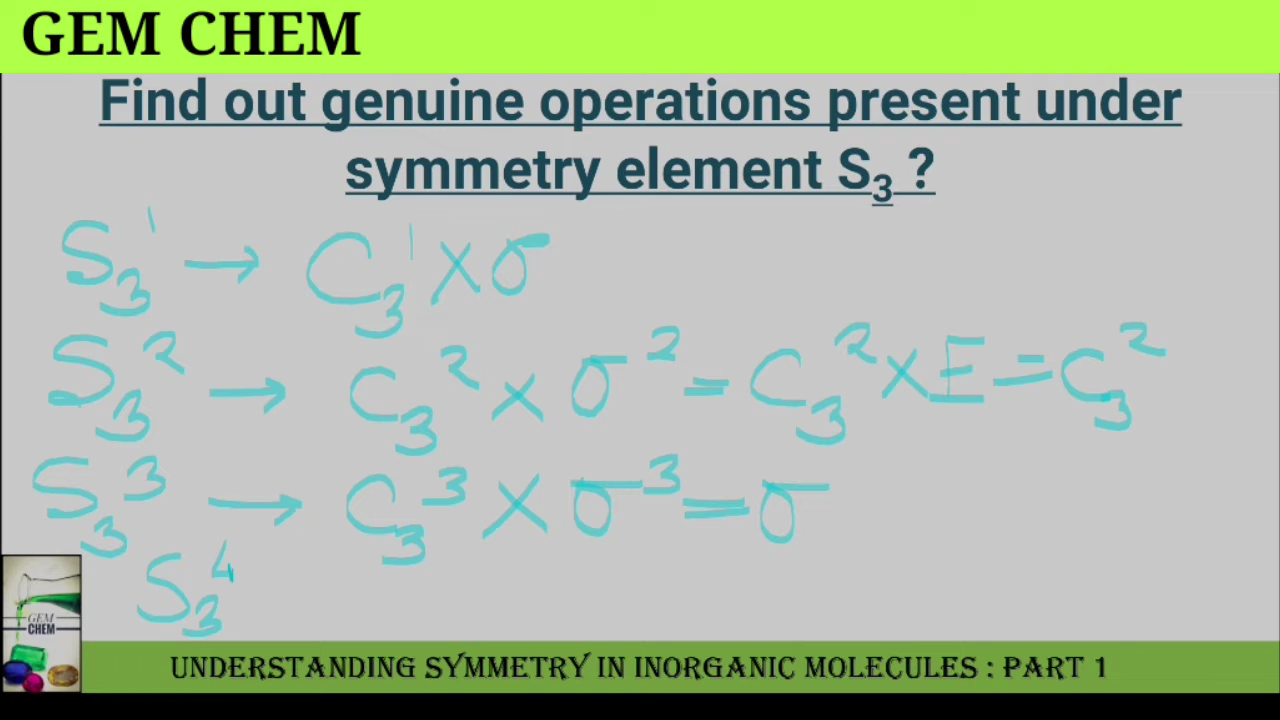 GEM CHEM
Find out genuine operations present under
symmetry element S₃ ?
S₃¹ → C₃¹ × σ
S₃² → C₃² × σ² = C₃² × E = C₃²
S₃³ → C₃³ × σ³ = σ
S₃⁴
GEM
CHEM
UNDERSTANDING SYMMETRY IN INORGANIC MOLECULES : PART 1